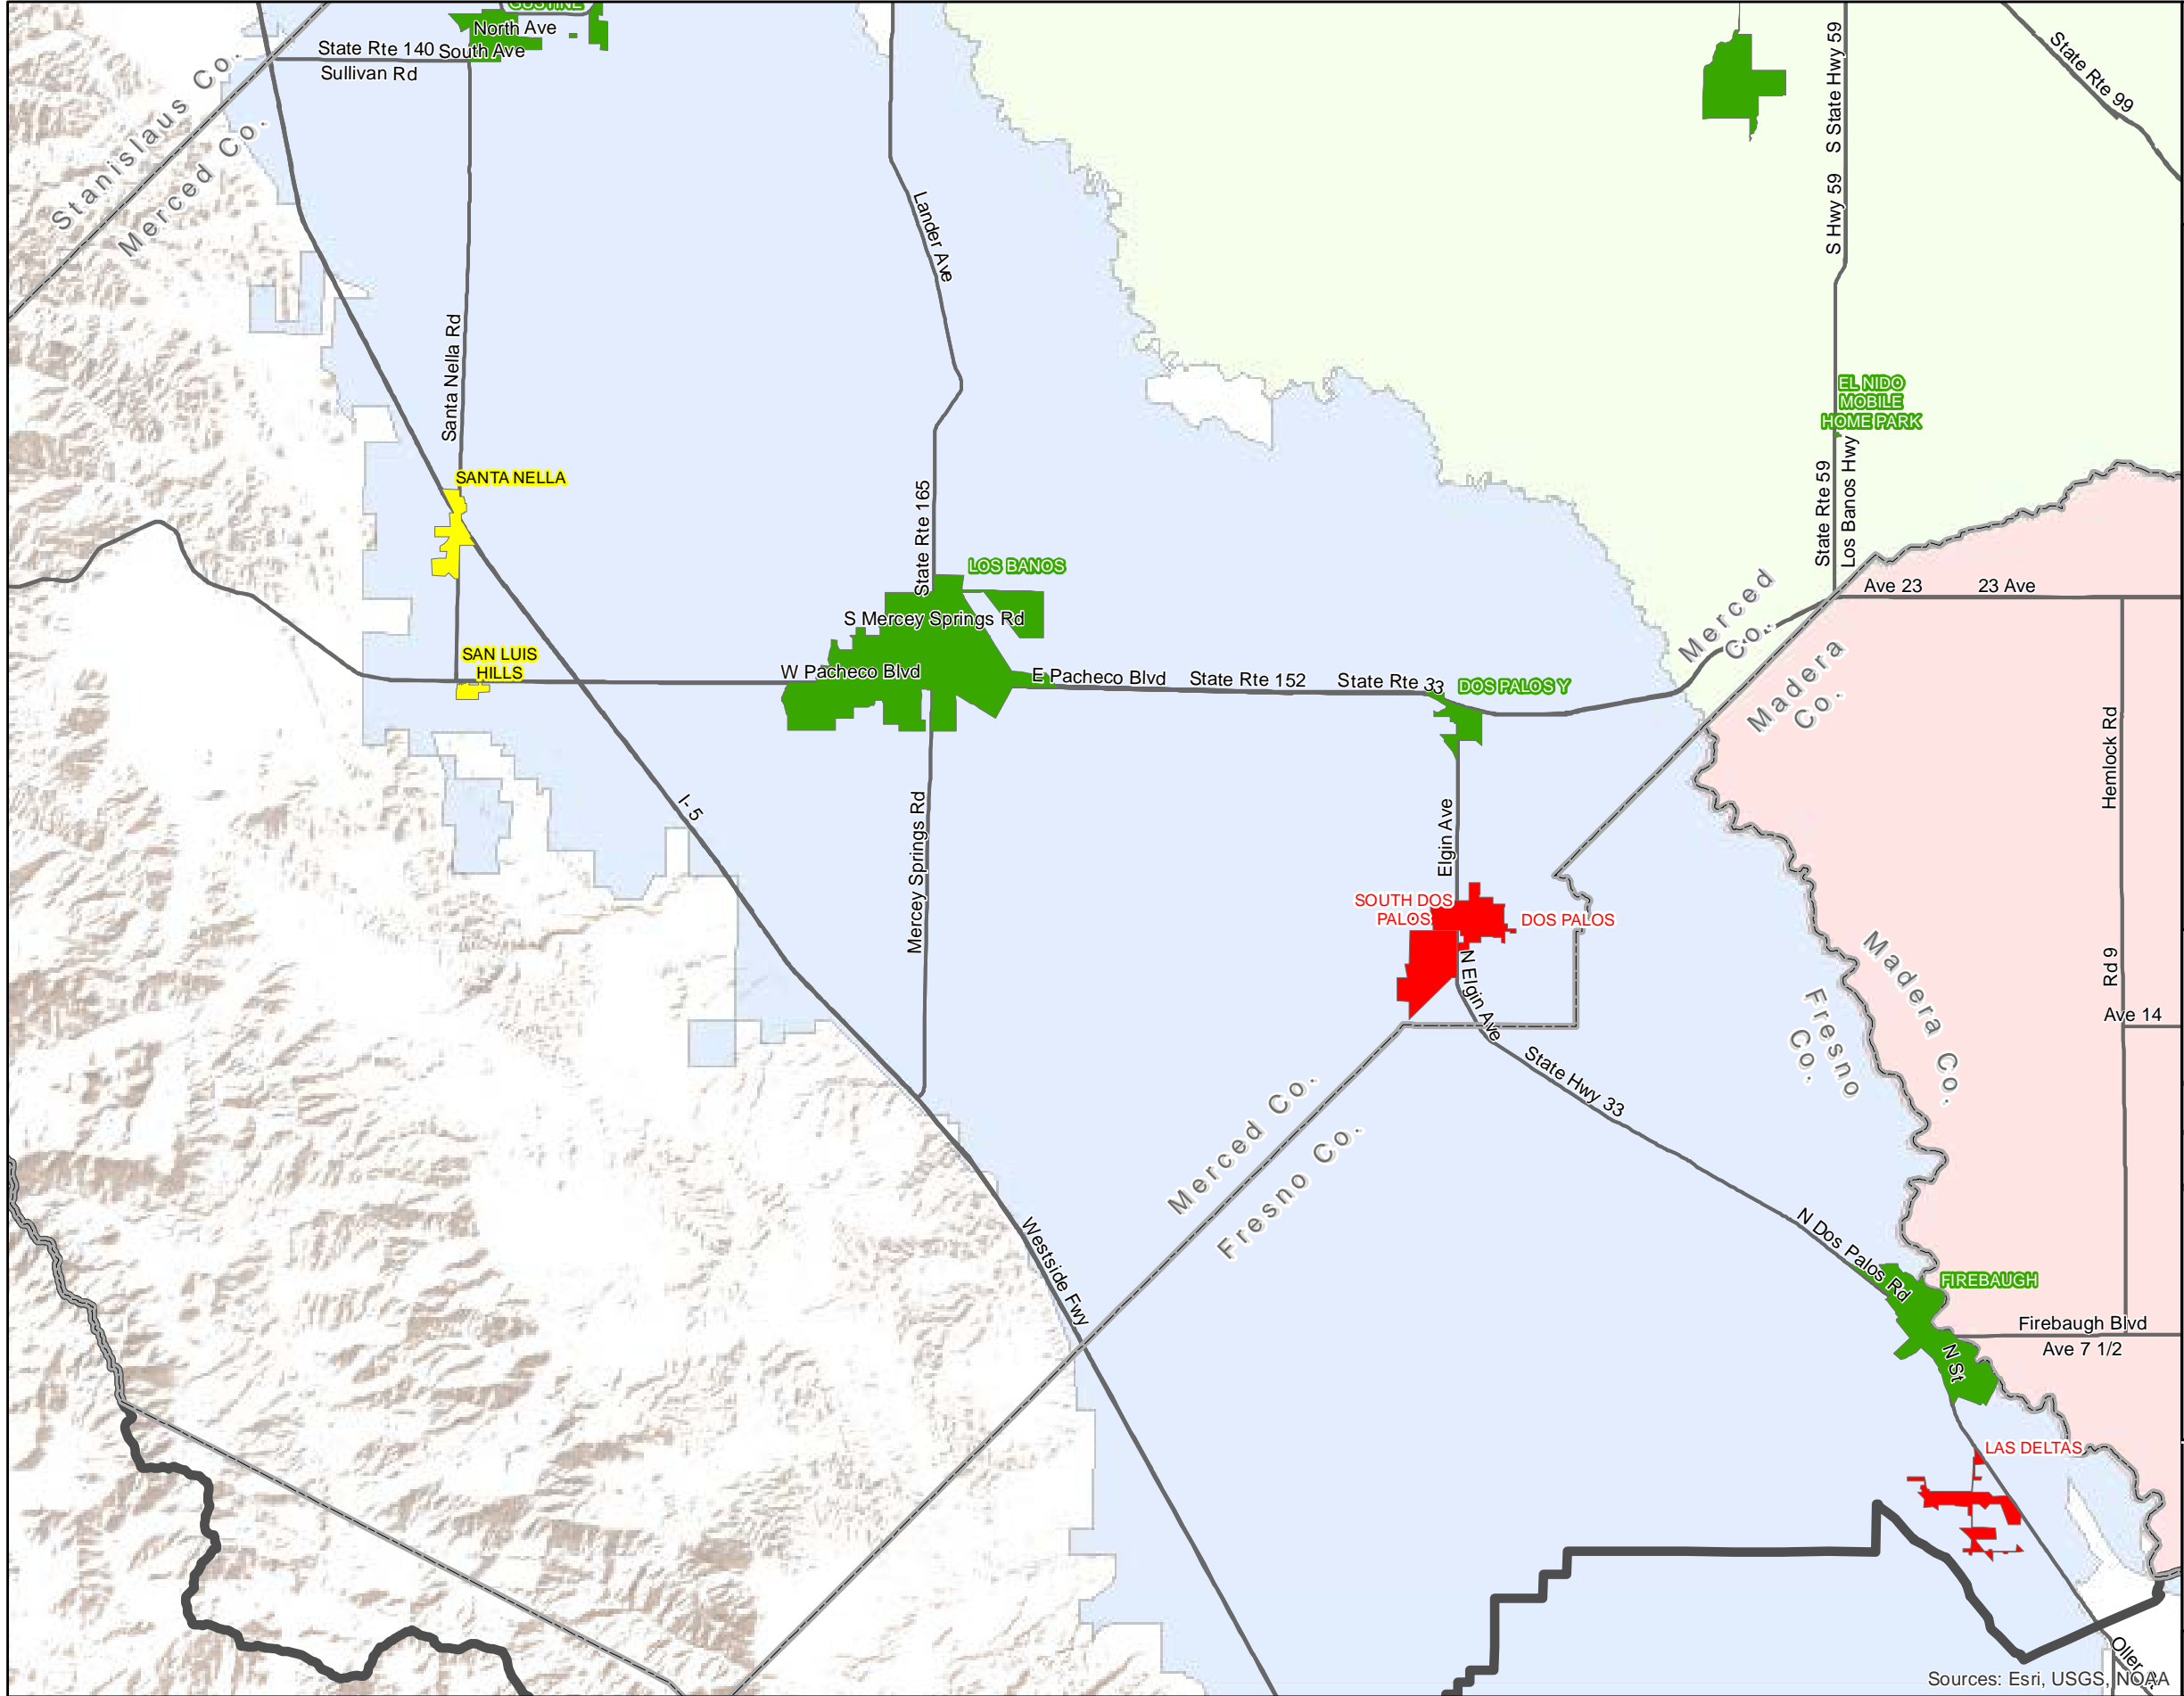 GUSTINE
North Ave
State Rte 140
South Ave
Sullivan Rd
Stanislaus Co.
Merced Co.
S State Hwy 59
State Rte 99
S Hwy 59
Lander Ave
Santa Nella Rd
EL NIDO
MOBILE
HOME PARK
SANTA NELLA
State Rte 165
State Rte 59
Los Banos Hwy
LOS BANOS
Ave 23
23 Ave
S Mercey Springs Rd
Merced
Co.
Madera
Co.
SAN LUIS
HILLS
W Pacheco Blvd
E Pacheco Blvd
State Rte 152
State Rte 33
DOS PALOS Y
Hemlock Rd
I- 5
Mercey Springs Rd
Elgin Ave
SOUTH DOS
PALOS
DOS PALOS
N Elgin Ave
Madera Co.
Fresno
Co.
Rd 9
Ave 14
State Hwy 33
Merced Co.
Fresno Co.
Westside Fwy
N Dos Palos Rd
FIREBAUGH
Firebaugh Blvd
Ave 7 1/2
N St
LAS DELTAS
Sources: Esri, USGS, NOAA